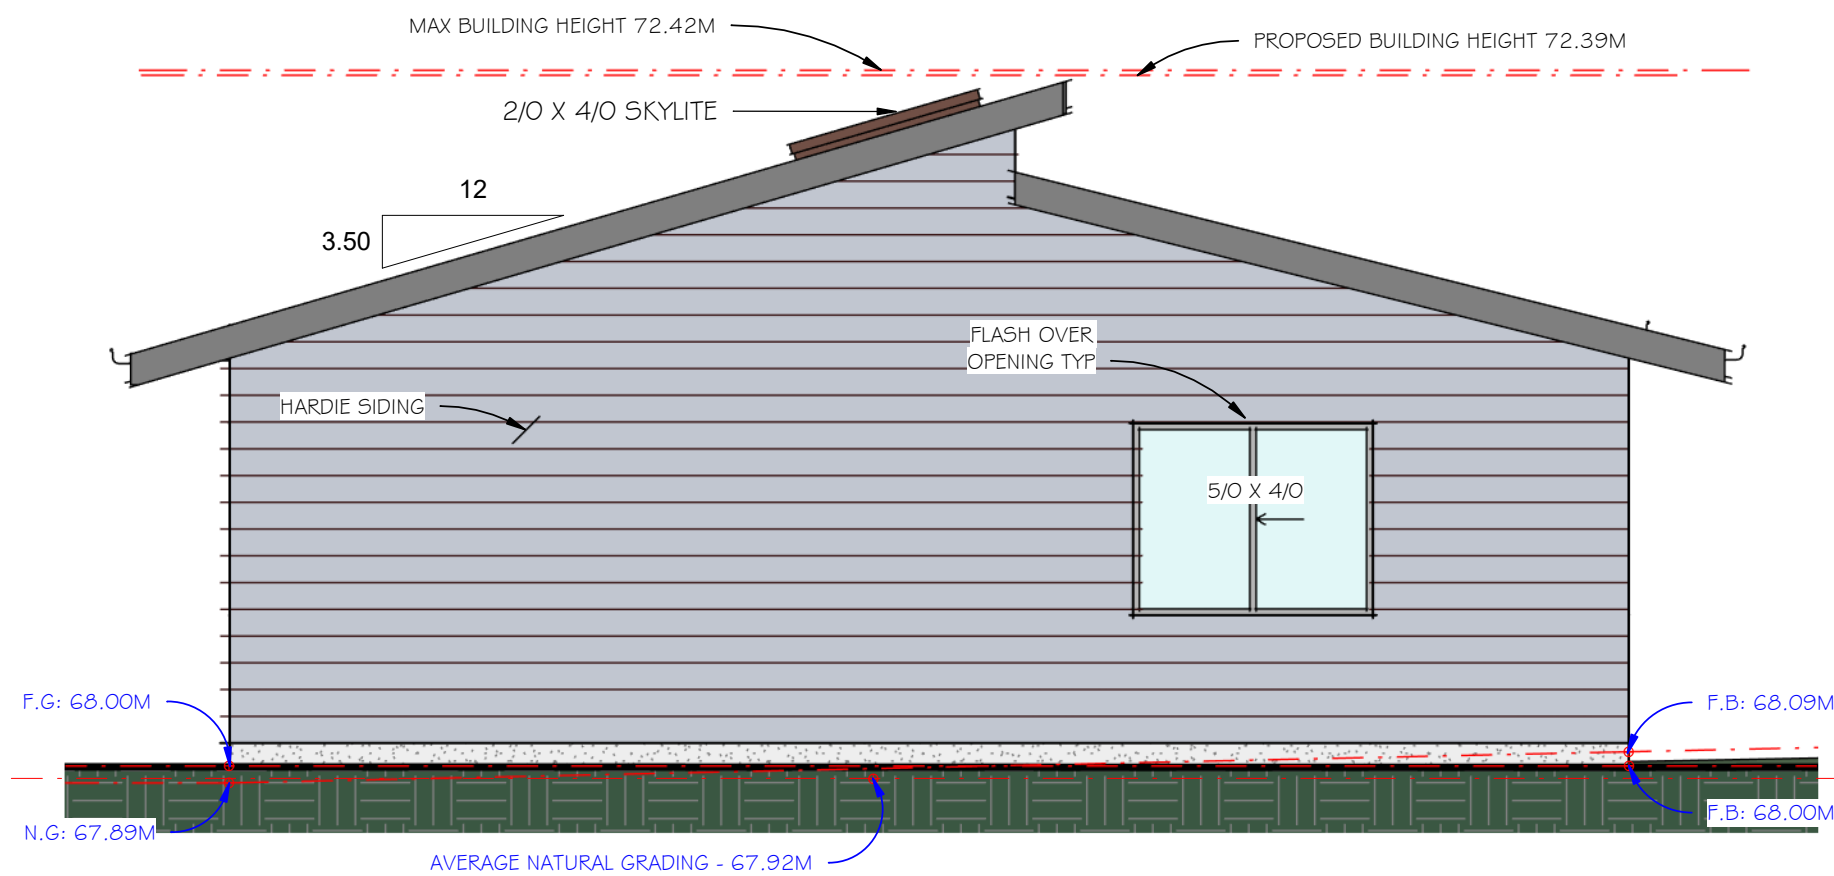 MAX BUILDING HEIGHT 72.42M
PROPOSED BUILDING HEIGHT 72.39M
2/0 X 4/0 SKYLITE
12
3.50
FLASH OVER
OPENING TYP
HARDIE SIDING
5/0 X 4/0
F.G: 68.00M
F.B: 68.09M
N.G: 67.89M
F.B: 68.00M
AVERAGE NATURAL GRADING - 67.92M